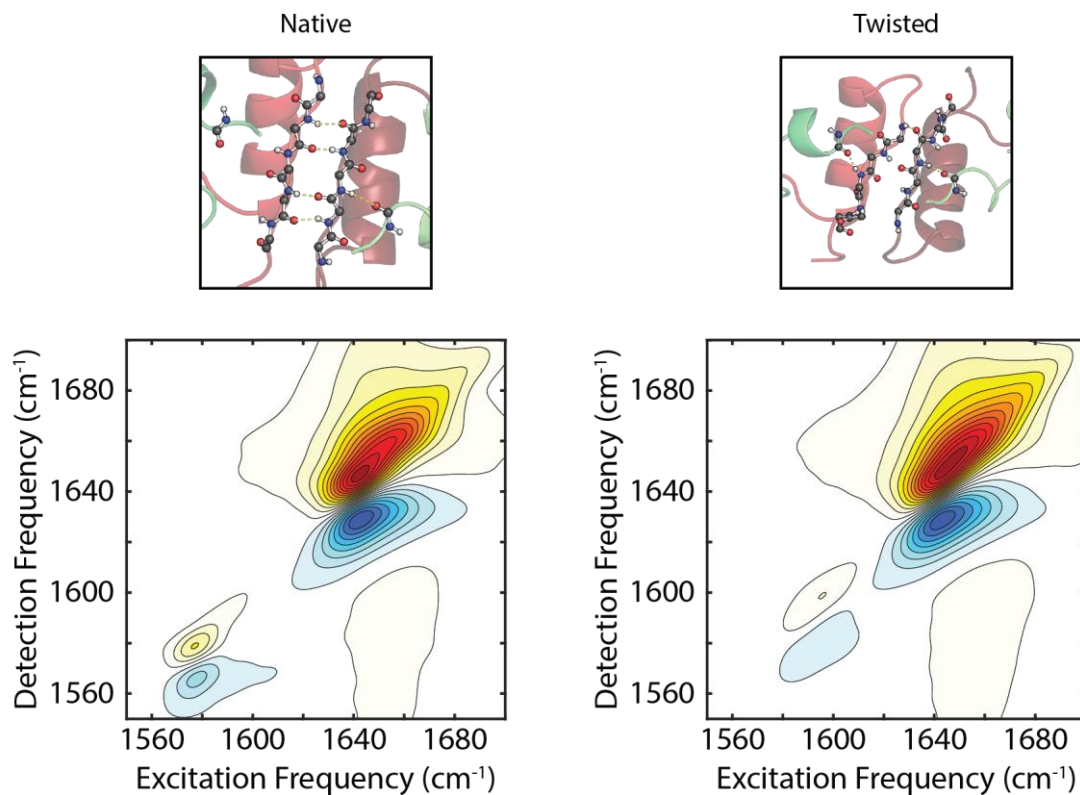 Native
Twisted
Detection Frequency (cm⁻¹)
1680
1640
1600
1560
1560 1600 1640 1680
Excitation Frequency (cm⁻¹)
Detection Frequency (cm⁻¹)
1680
1640
1600
1560
1560 1600 1640 1680
Excitation Frequency (cm⁻¹)